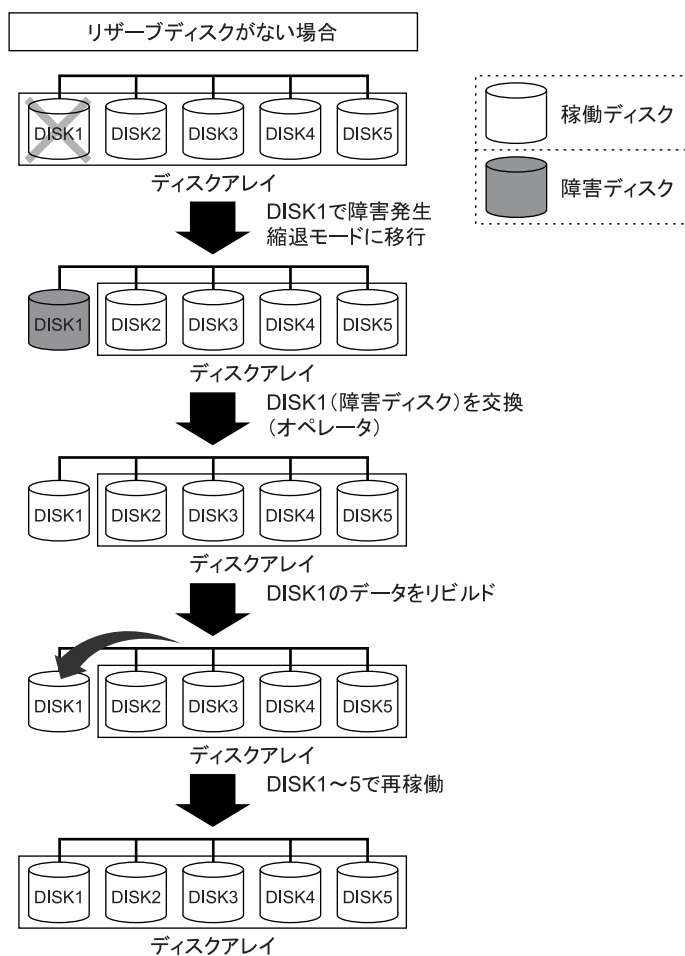 リザーブディスクがない場合
DISK1 DISK2 DISK3 DISK4 DISK5
ディスクアレイ
稼働ディスク
障害ディスク
DISK1で障害発生
縮退モードに移行
DISK1 DISK2 DISK3 DISK4 DISK5
ディスクアレイ
DISK1（障害ディスク）を交換
（オペレータ）
DISK1 DISK2 DISK3 DISK4 DISK5
ディスクアレイ
DISK1のデータをリビルド
DISK1 DISK2 DISK3 DISK4 DISK5
ディスクアレイ
DISK1～5で再稼働
DISK1 DISK2 DISK3 DISK4 DISK5
ディスクアレイ